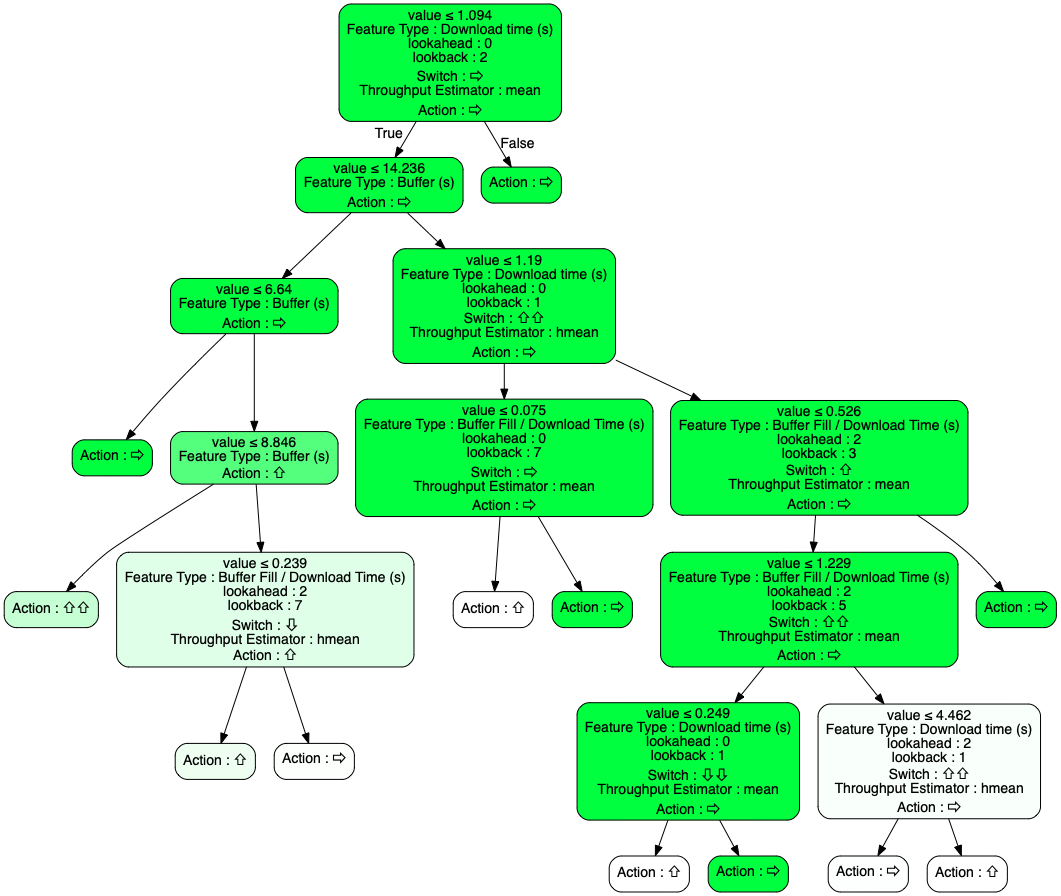 value ≤ 1.094
Feature Type : Download time (s)
lookahead : 0
lookback : 2
Switch : ⇨
Throughput Estimator : mean
Action : ⇨
True
False
value ≤ 14.236
Feature Type : Buffer (s)
Action : ⇨
Action : ⇨
value ≤ 6.64
Feature Type : Buffer (s)
Action : ⇨
value ≤ 1.19
Feature Type : Download time (s)
lookahead : 0
lookback : 1
Switch : ⇧⇧
Throughput Estimator : hmean
Action : ⇨
Action : ⇨
value ≤ 8.846
Feature Type : Buffer (s)
Action : ⇧
value ≤ 0.075
Feature Type : Buffer Fill / Download Time (s)
lookahead : 0
lookback : 7
Switch : ⇨
Throughput Estimator : mean
Action : ⇨
value ≤ 0.526
Feature Type : Buffer Fill / Download Time (s)
lookahead : 2
lookback : 3
Switch : ⇧
Throughput Estimator : mean
Action : ⇨
Action : ⇧⇧
value ≤ 0.239
Feature Type : Buffer Fill / Download Time (s)
lookahead : 2
lookback : 7
Switch : ⇩
Throughput Estimator : hmean
Action : ⇧
Action : ⇧
Action : ⇨
value ≤ 1.229
Feature Type : Buffer Fill / Download Time (s)
lookahead : 2
lookback : 5
Switch : ⇧⇧
Throughput Estimator : mean
Action : ⇨
Action : ⇨
Action : ⇧
Action : ⇨
value ≤ 0.249
Feature Type : Download time (s)
lookahead : 0
lookback : 1
Switch : ⇩⇩
Throughput Estimator : mean
Action : ⇨
value ≤ 4.462
Feature Type : Download time (s)
lookahead : 2
lookback : 1
Switch : ⇧⇧
Throughput Estimator : hmean
Action : ⇨
Action : ⇧
Action : ⇨
Action : ⇨
Action : ⇧